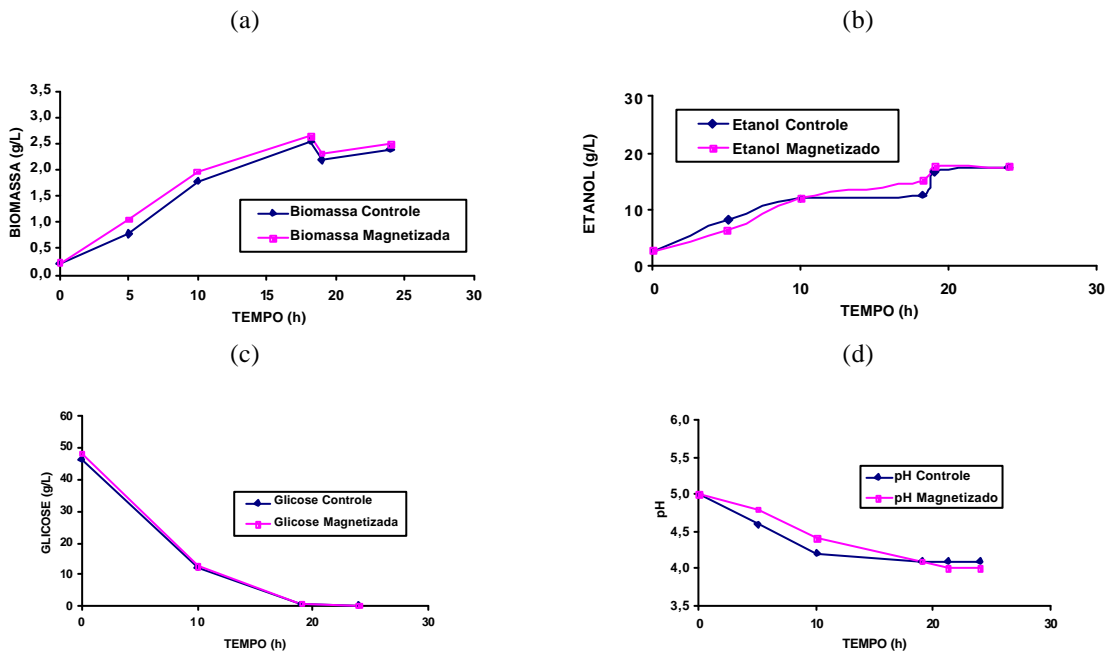 (a)
3,5
3,0
2,5
2,0
1,5
1,0
0,5
0,0
BIOMASSA (g/L)
Biomassa Controle
Biomassa Magnetizada
0 5 10 15 20 25 30
TEMPO (h)
(b)
30
20
10
0
ETANOL (g/L)
Etanol Controle
Etanol Magnetizado
0 10 20 30
TEMPO (h)
(c)
60
50
40
30
20
10
0
GLICOSE (g/L)
Glicose Controle
Glicose Magnetizada
0 10 20 30
TEMPO (h)
(d)
6,0
5,5
5,0
4,5
4,0
3,5
pH
pH Controle
pH Magnetizado
0 10 20 30
TEMPO (h)